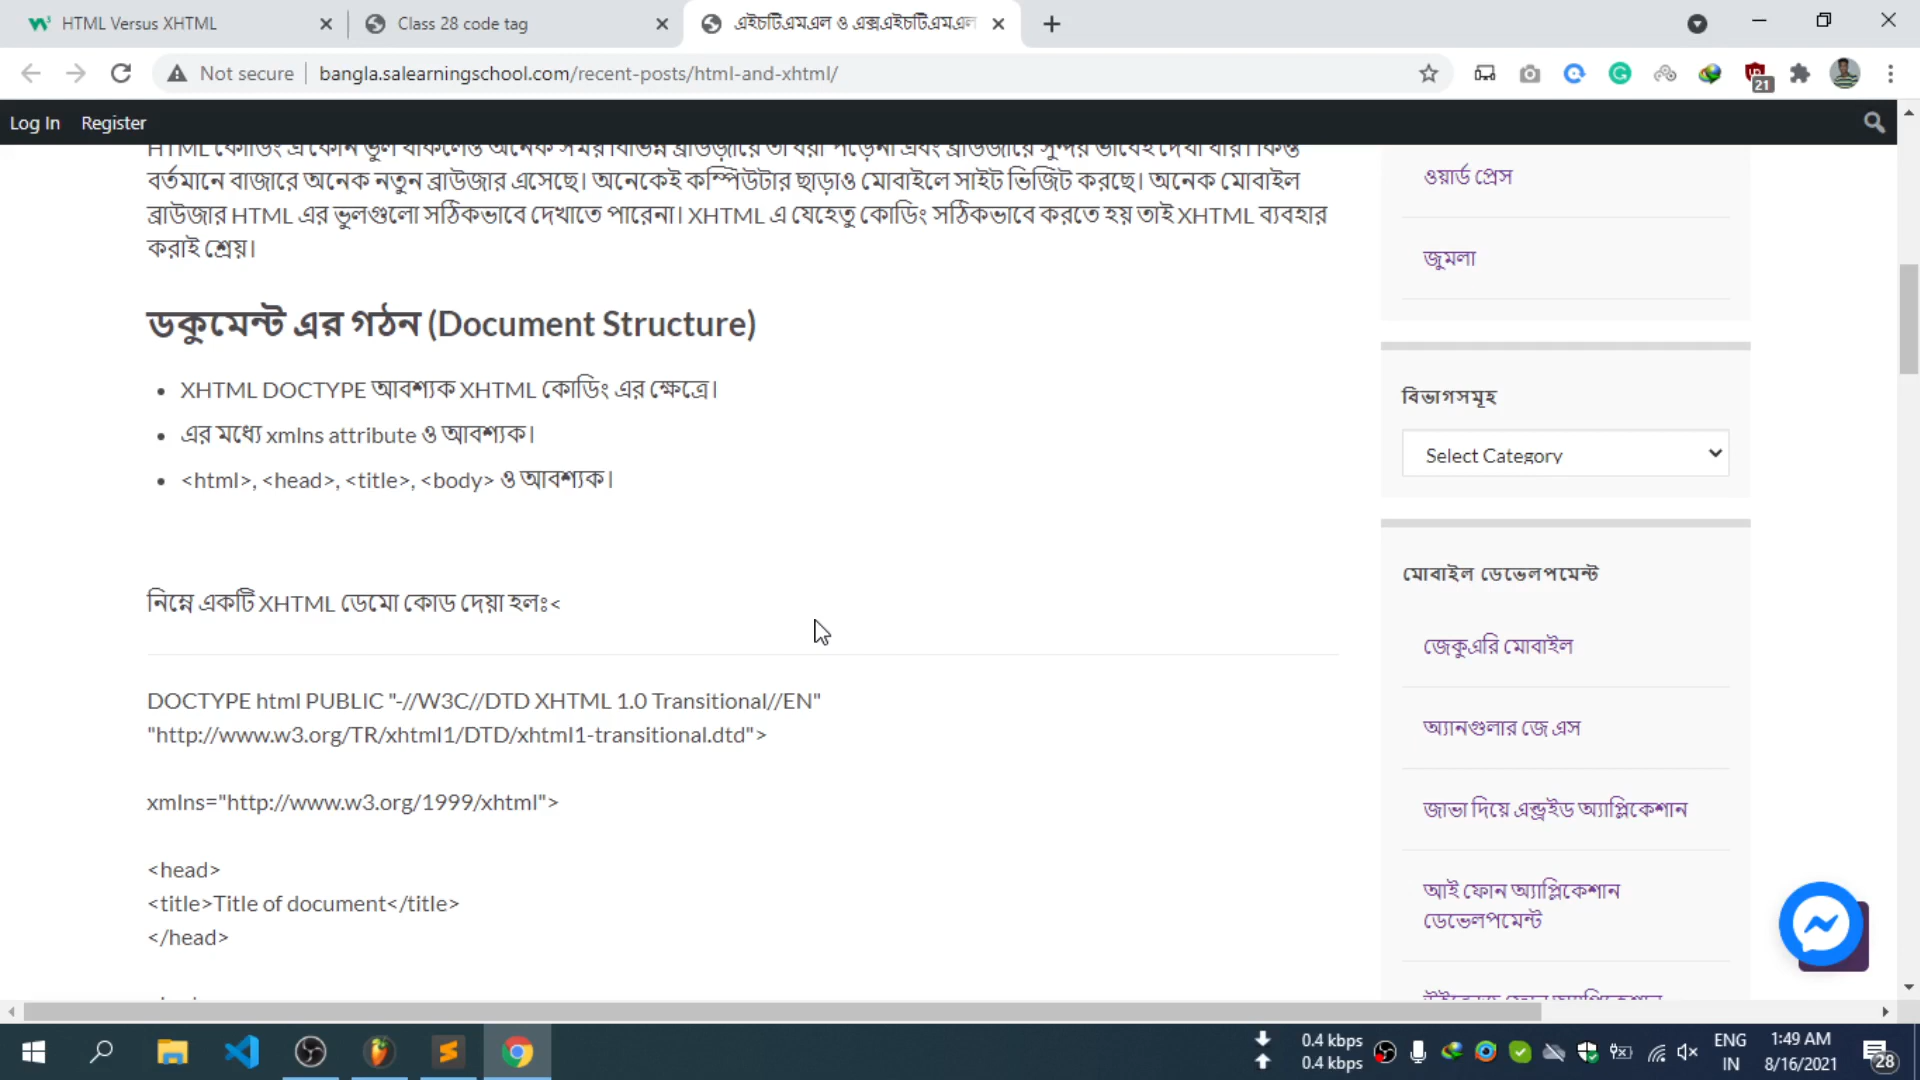 HTML Versus XHTML
Class 28 code tag
এইচটিএমএল ও এক্সএইচটিএমএল
Not secure
bangla.salearningschool.com/recent-posts/html-and-xhtml/
21
Log In
Register
বর্তমানে বাজারে অনেক নতুন ব্রাউজার এসেছে। অনেকেই কম্পিউটার ছাড়াও মোবাইলে সাইট ভিজিট করছে। অনেক মোবাইল
ব্রাউজার HTML এর ভুলগুলো সঠিকভাবে দেখাতে পারেনা। XHTML এ যেহেতু কোডিং সঠিকভাবে করতে হয় তাই XHTML ব্যবহার
করাই শ্রেয়।
ডকুমেন্ট এর গঠন (Document Structure)
XHTML DOCTYPE আবশ্যক XHTML কোডিং এর ক্ষেত্রে।
এর মধ্যে xmlns attribute ও আবশ্যক।
<html>, <head>, <title>, <body> ও আবশ্যক।
নিম্নে একটি XHTML ডেমো কোড দেয়া হলঃ<
DOCTYPE html PUBLIC "-//W3C//DTD XHTML 1.0 Transitional//EN"
"http://www.w3.org/TR/xhtml1/DTD/xhtml1-transitional.dtd">
xmlns="http://www.w3.org/1999/xhtml">
<head>
<title>Title of document</title>
</head>
ওয়ার্ড প্রেস
জুমলা
বিভাগসমূহ
Select Category
মোবাইল ডেভেলপমেন্ট
জেকুএরি মোবাইল
অ্যানগুলার জে এস
জাভা দিয়ে এন্ড্রইড অ্যাপ্লিকেশান
আই ফোন অ্যাপ্লিকেশান
ডেভেলপমেন্ট
0.4 kbps
0.4 kbps
ENG
IN
1:49 AM
8/16/2021
28